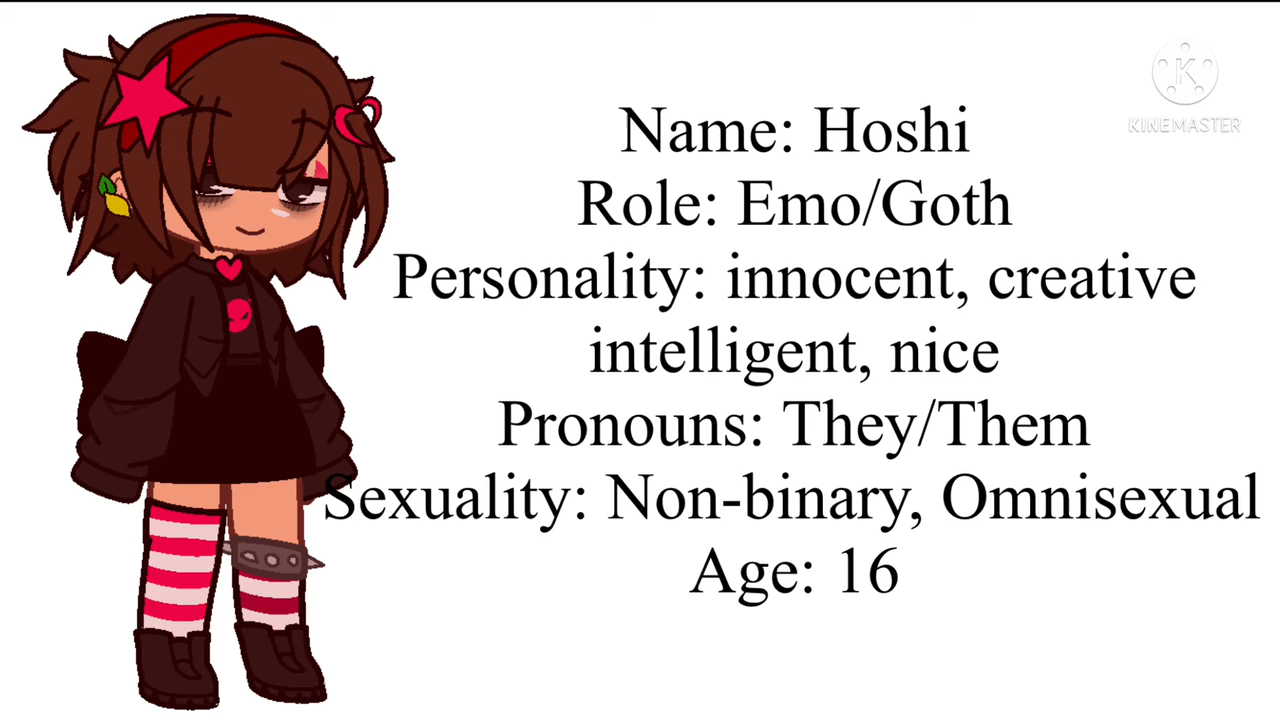 KINEMASTER
Name: Hoshi
Role: Emo/Goth
Personality: innocent, creative
intelligent, nice
Pronouns: They/Them
Sexuality: Non-binary, Omnisexual
Age: 16